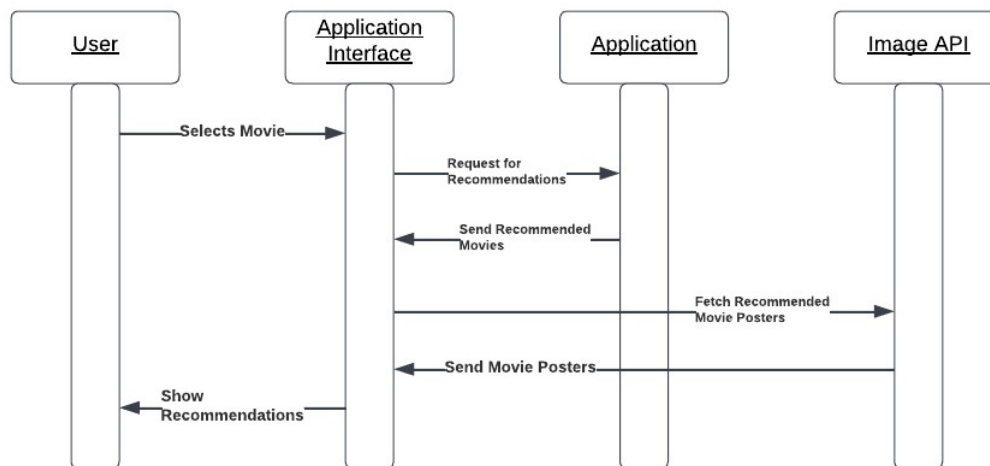 User
Application
Interface
Application
Image API
Selects Movie
Request for
Recommendations
Send Recommended
Movies
Fetch Recommended
Movie Posters
Send Movie Posters
Show
Recommendations